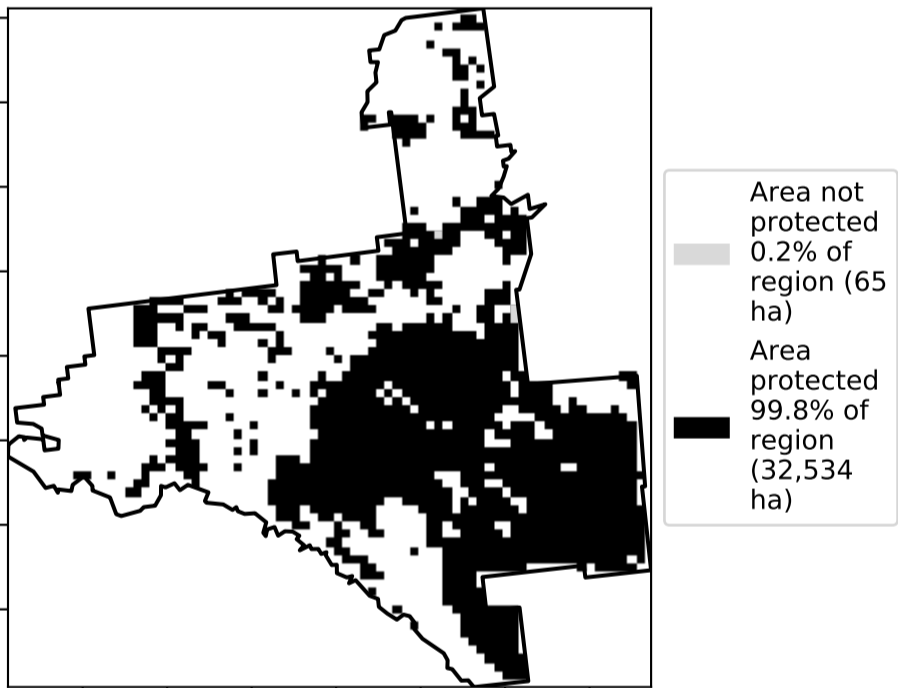 Area not
protected
0.2% of
region (65
ha)
Area
protected
99.8% of
region
(32,534
ha)